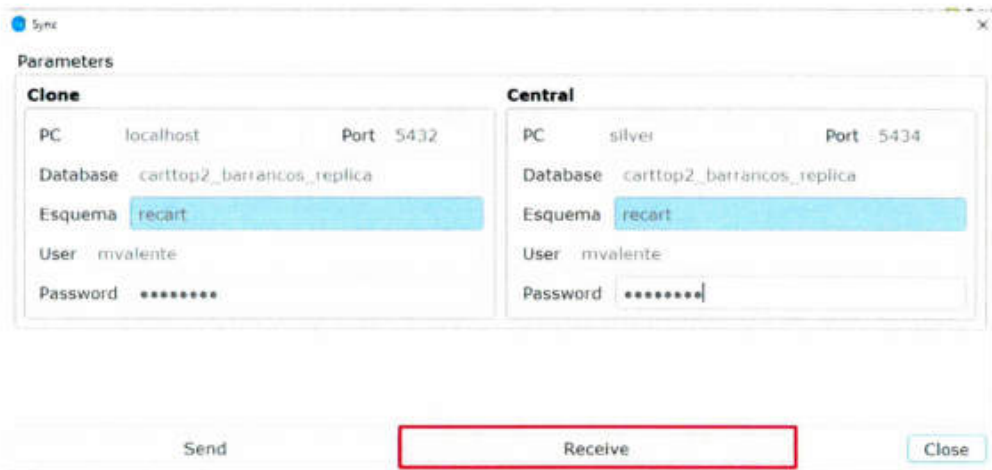 Sync
Parameters
Clone
PC localhost Port 5432
Database carttop2_barrancos_replica
Esquema recart
User mvalente
Password ••••••••
Central
PC silver Port 5434
Database carttop2_barrancos_replica
Esquema recart
User mvalente
Password ••••••••
Send Receive Close